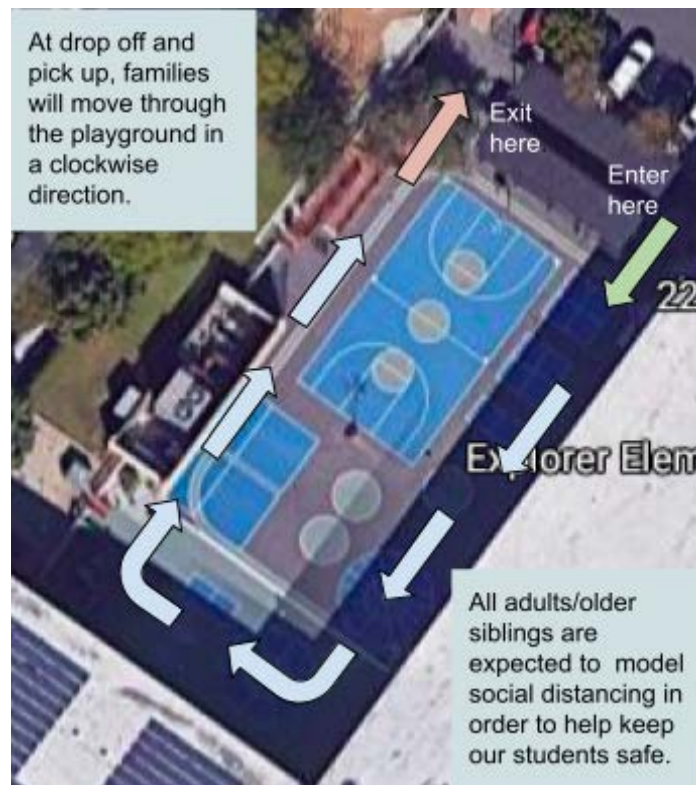 At drop off and
pick up, families
will move through
the playground in
a clockwise
direction.
Exit
here
Enter
here
22
Explorer Elem
All adults/older
siblings are
expected to model
social distancing in
order to help keep
our students safe.